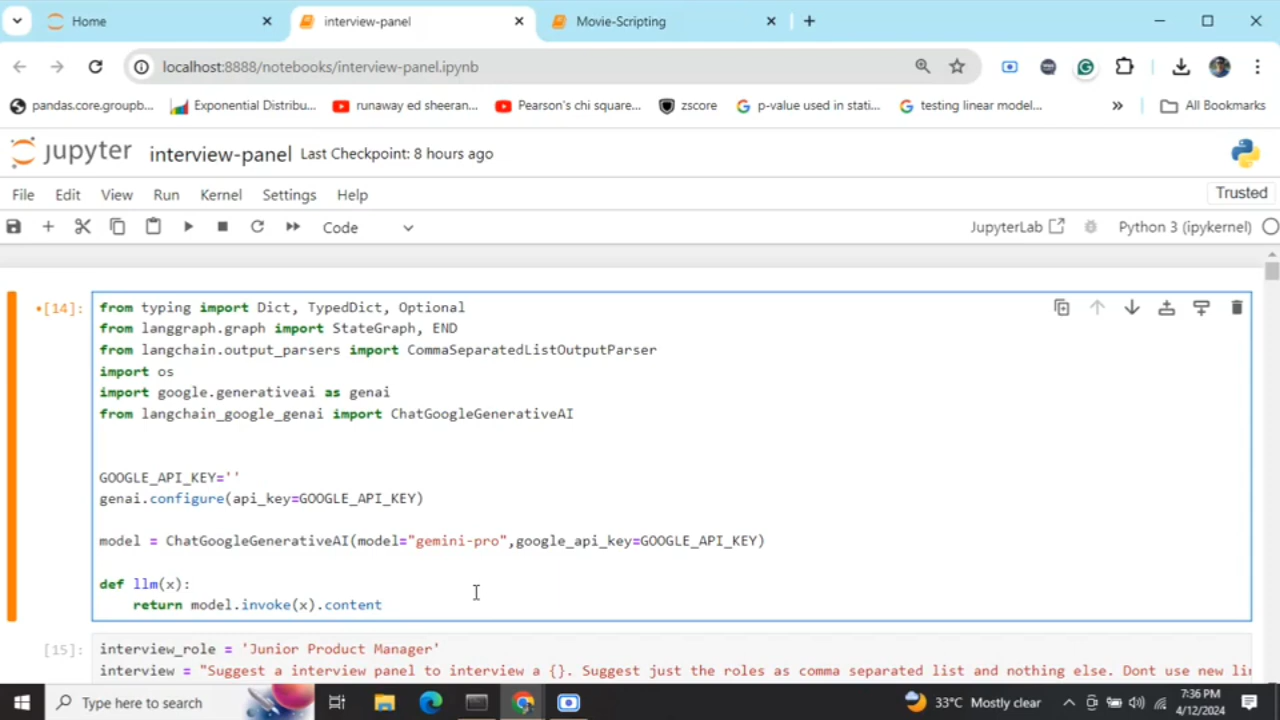 Home
interview-panel
Movie-Scripting
localhost:8888/notebooks/interview-panel.ipynb
pandas.core.groupb...
Exponential Distribu...
runaway ed sheeran...
Pearson's chi square...
zscore
p-value used in stati...
testing linear model...
»
All Bookmarks
jupyter interview-panel Last Checkpoint: 8 hours ago
File Edit View Run Kernel Settings Help
Trusted
Code
JupyterLab
Python 3 (ipykernel)
[14]:
from typing import Dict, TypedDict, Optional
from langgraph.graph import StateGraph, END
from langchain.output_parsers import CommaSeparatedListOutputParser
import os
import google.generativeai as genai
from langchain_google_genai import ChatGoogleGenerativeAI
GOOGLE_API_KEY=''
genai.configure(api_key=GOOGLE_API_KEY)
model = ChatGoogleGenerativeAI(model="gemini-pro",google_api_key=GOOGLE_API_KEY)
def llm(x):
    return model.invoke(x).content
[15]:
interview_role = 'Junior Product Manager'
interview = "Suggest a interview panel to interview a {}. Suggest just the roles as comma separated list and nothing else. Dont use new li
Type here to search
33°C Mostly clear
7:36 PM
4/12/2024